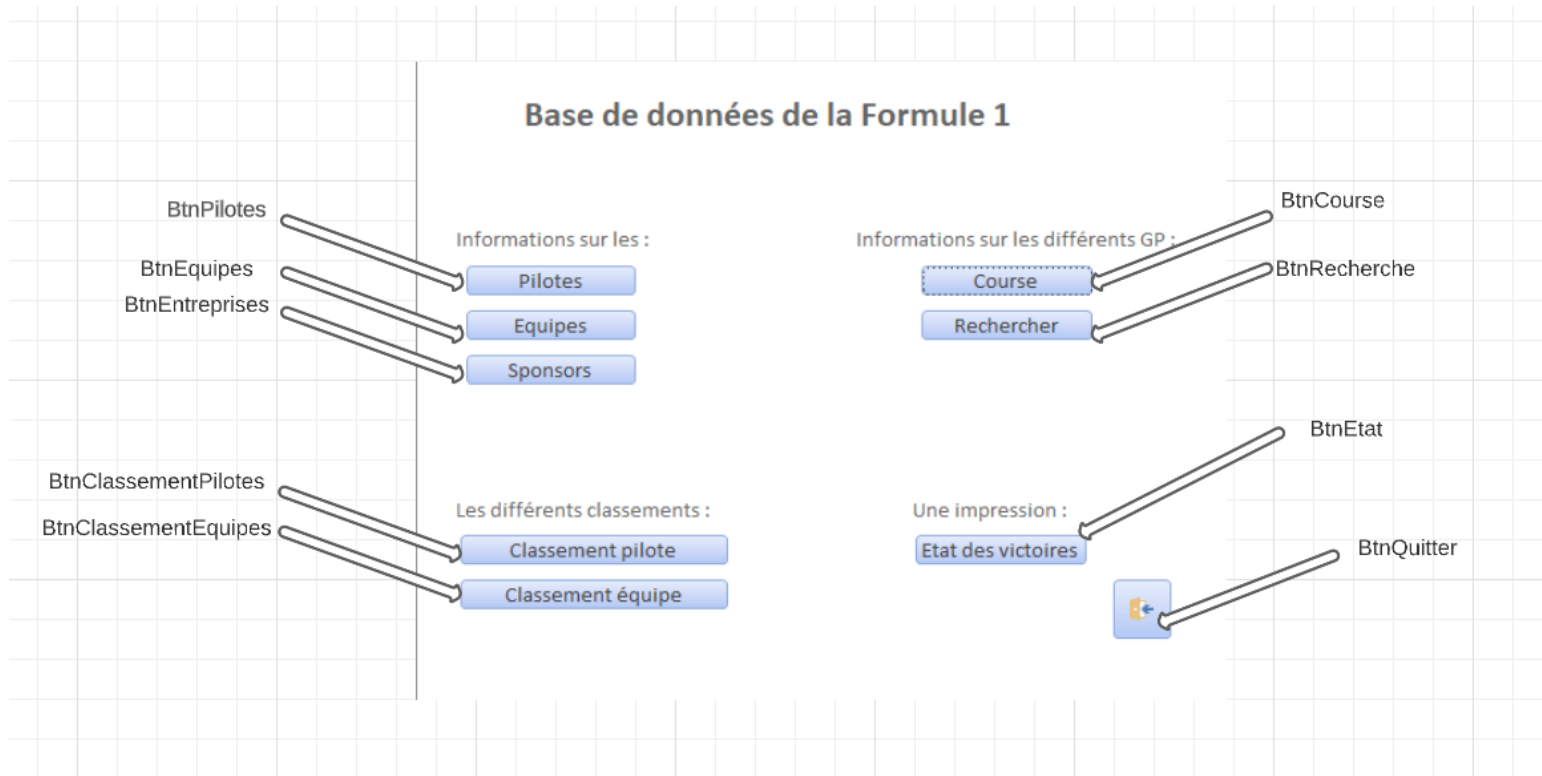 Base de données de la Formule 1
BtnPilotes
BtnCourse
Informations sur les :
Informations sur les différents GP :
BtnEquipes
Pilotes
Course
BtnRecherche
BtnEntreprises
Equipes
Rechercher
Sponsors
BtnEtat
BtnClassementPilotes
Les différents classements :
Une impression :
BtnClassementEquipes
Classement pilote
Etat des victoires
BtnQuitter
Classement équipe